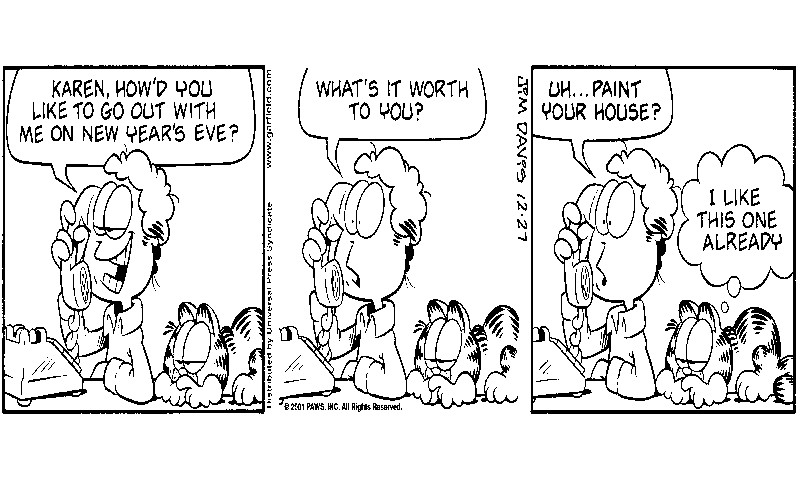 KAREN, HOW'D YOU
LIKE TO GO OUT WITH
ME ON NEW YEAR'S EVE?
www.garfield.com
Distributed by Universal Press Syndicate
WHAT'S IT WORTH
TO YOU?
© 2001 PAWS, INC. All Rights Reserved.
JIM DAVIS 12-27
UH...PAINT
YOUR HOUSE?
I LIKE
THIS ONE
ALREADY